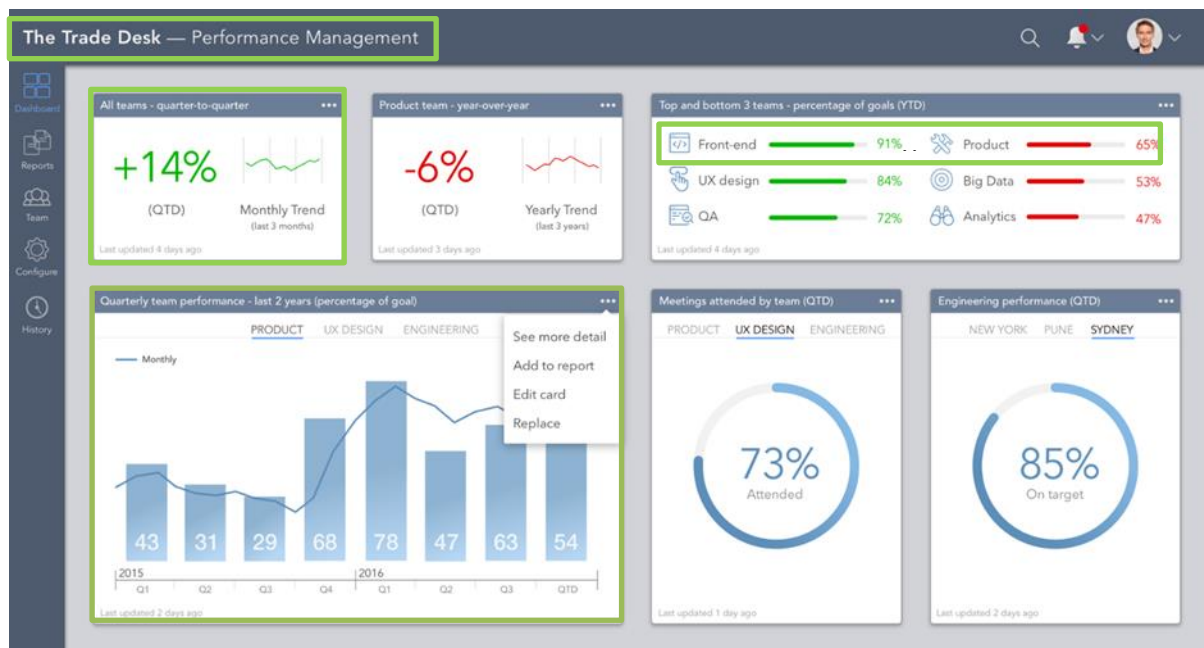 The Trade Desk — Performance Management
Dashboard
Reports
Team
Configure
History
All teams - quarter-to-quarter
+14%
(QTD)
Monthly Trend
(last 3 months)
Last updated 4 days ago
Product team - year-over-year
-6%
(QTD)
Yearly Trend
(last 3 years)
Last updated 3 days ago
Top and bottom 3 teams - percentage of goals (YTD)
Front-end 91% Product 65%
UX design 84% Big Data 53%
QA 72% Analytics 47%
Last updated 4 days ago
Quarterly team performance - last 2 years (percentage of goal)
PRODUCT UX DESIGN ENGINEERING
See more detail
Add to report
Edit card
Replace
Monthly
43 31 29 68 78 47 63 54
2015 2016
Q1 Q2 Q3 Q4 Q1 Q2 Q3 QTD
Last updated 2 days ago
Meetings attended by team (QTD)
PRODUCT UX DESIGN ENGINEERING
73%
Attended
Last updated 1 day ago
Engineering performance (QTD)
NEW YORK PUNE SYDNEY
85%
On target
Last updated 2 days ago